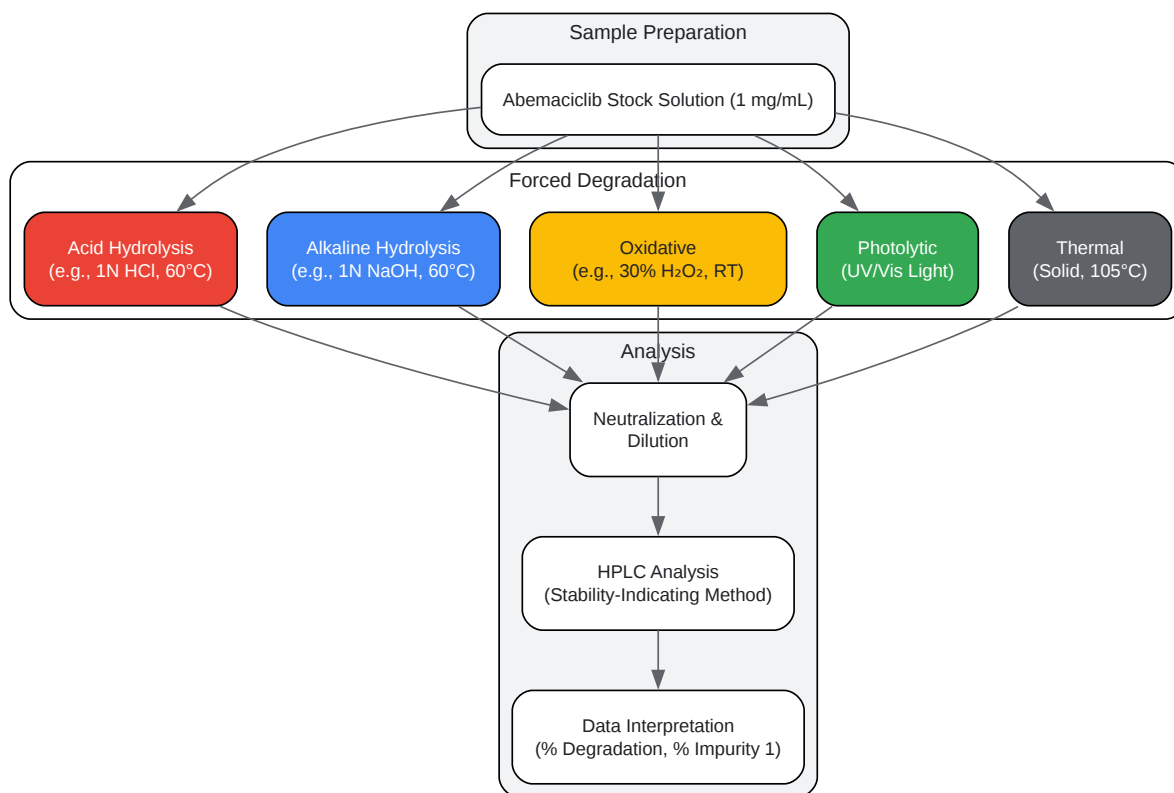 Sample Preparation
Abemaciclib Stock Solution (1 mg/mL)
Forced Degradation
Acid Hydrolysis
(e.g., 1N HCl, 60°C)
Alkaline Hydrolysis
(e.g., 1N NaOH, 60°C)
Oxidative
(e.g., 30% H₂O₂, RT)
Photolytic
(UV/Vis Light)
Thermal
(Solid, 105°C)
Analysis
Neutralization &
Dilution
HPLC Analysis
(Stability-Indicating Method)
Data Interpretation
(% Degradation, % Impurity 1)